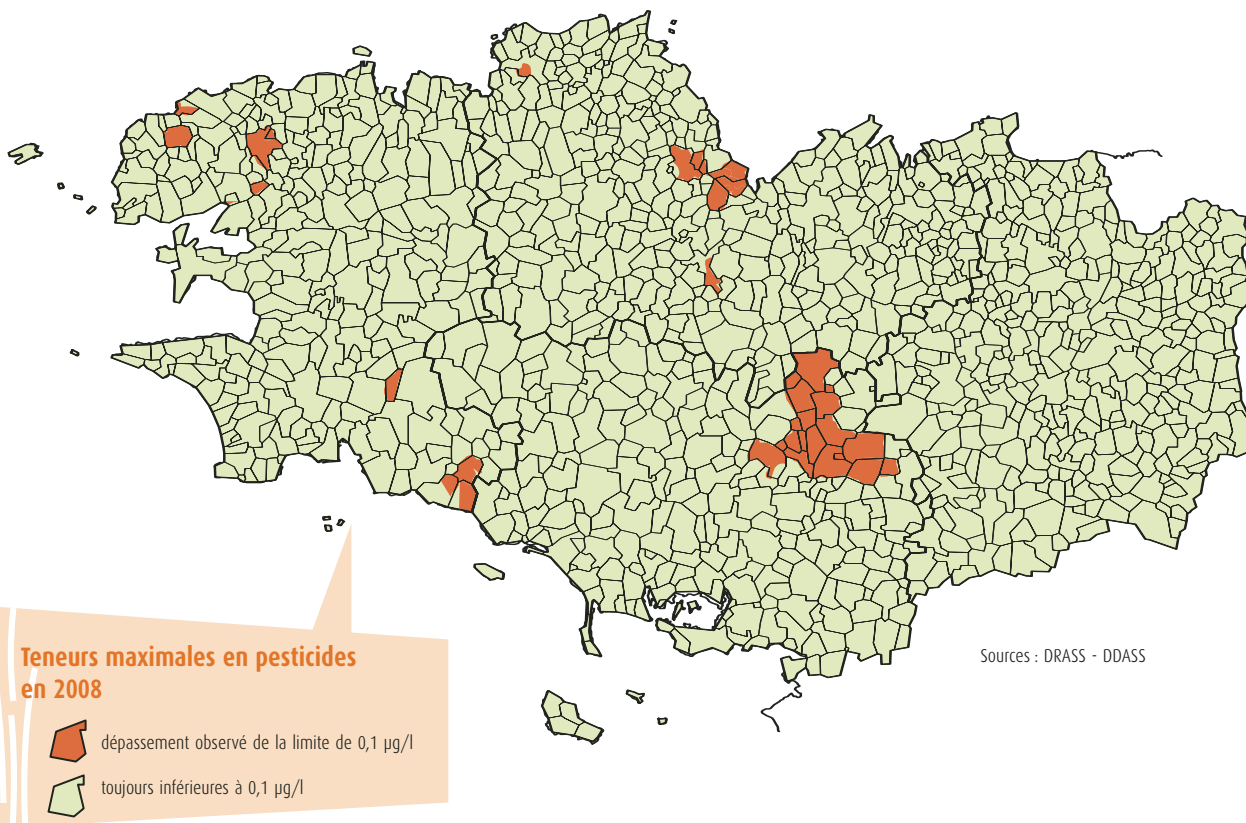 Sources : DRASS - DDASS
Teneurs maximales en pesticides
en 2008
dépassement observé de la limite de 0,1 µg/l
toujours inférieures à 0,1 µg/l